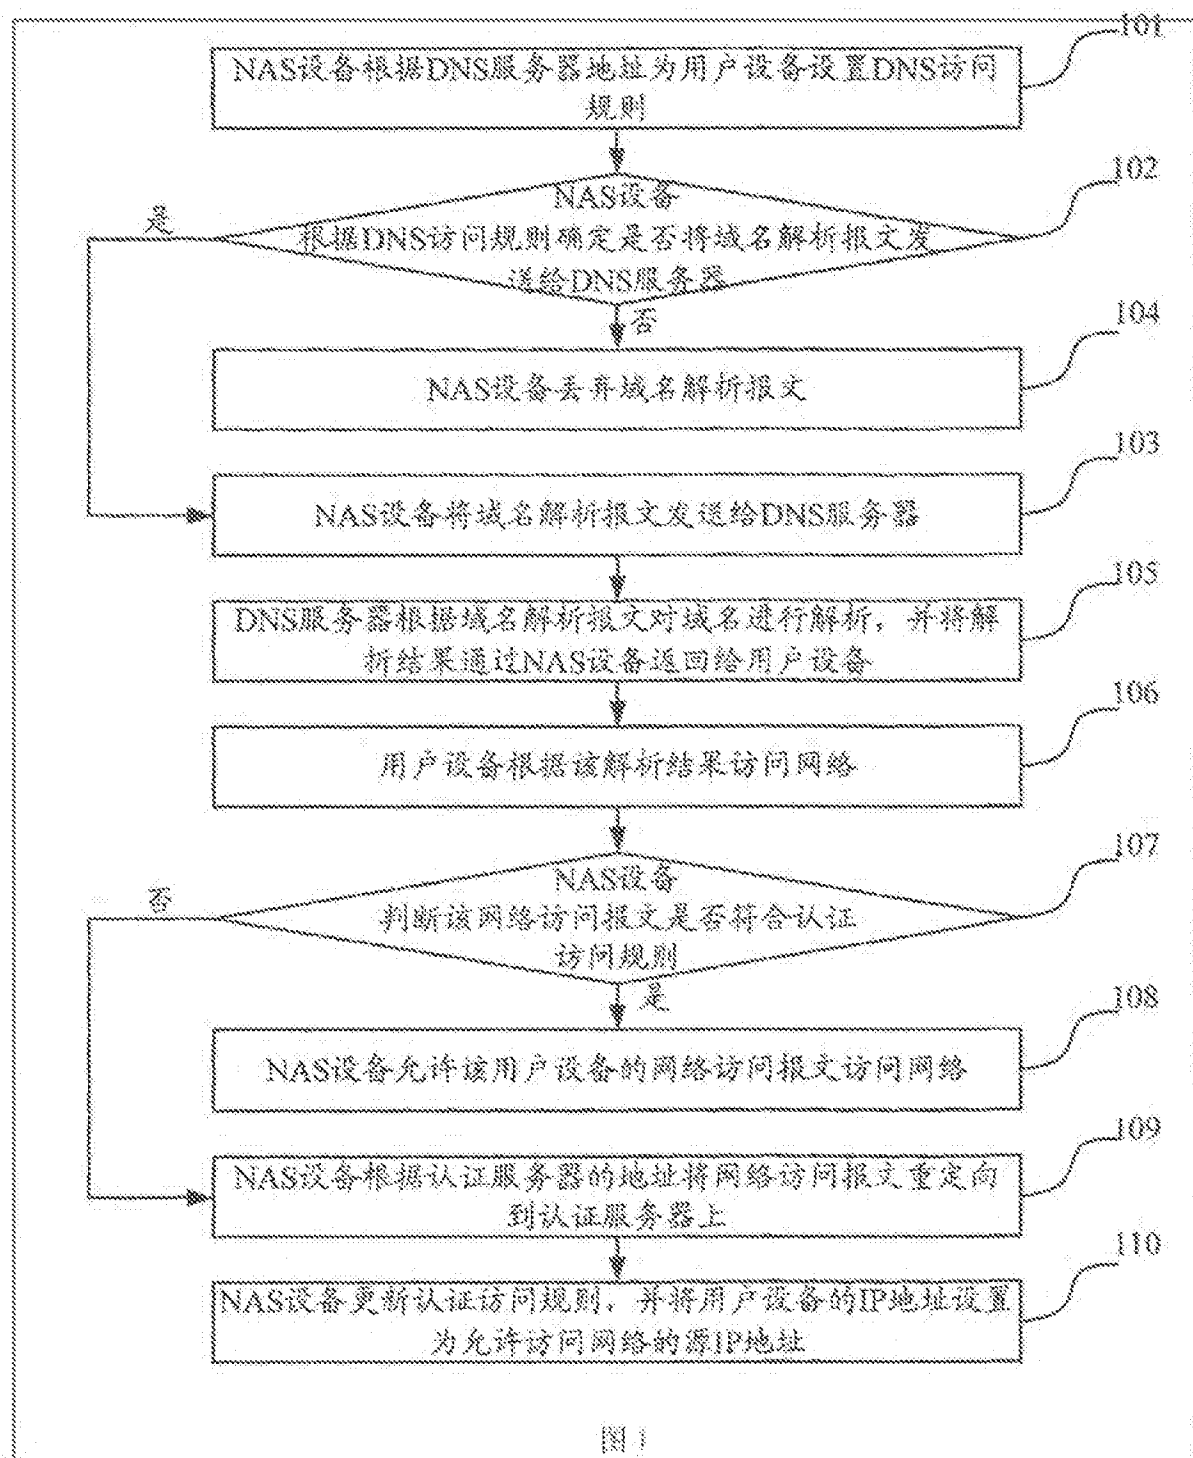 101
NAS设备根据DNS服务器地址为用户设备设置DNS访问
规则
102
是
NAS设备
根据DNS访问规则确定是否将域名解析报文发
送给DNS服务器
否
104
NAS设备丢弃域名解析报文
103
NAS设备将域名解析报文发送给DNS服务器
105
DNS服务器根据域名解析报文对域名进行解析，并将解
析结果通过NAS设备返回给用户设备
106
用户设备根据该解析结果访问网络
107
否
NAS设备
判断该网络访问报文是否符合认证
访问规则
是
108
NAS设备允许该用户设备的网络访问报文访问网络
109
NAS设备根据认证服务器的地址将网络访问报文重定向
到认证服务器上
110
NAS设备更新认证访问规则，并将用户设备的IP地址设置
为允许访问网络的源IP地址
图1